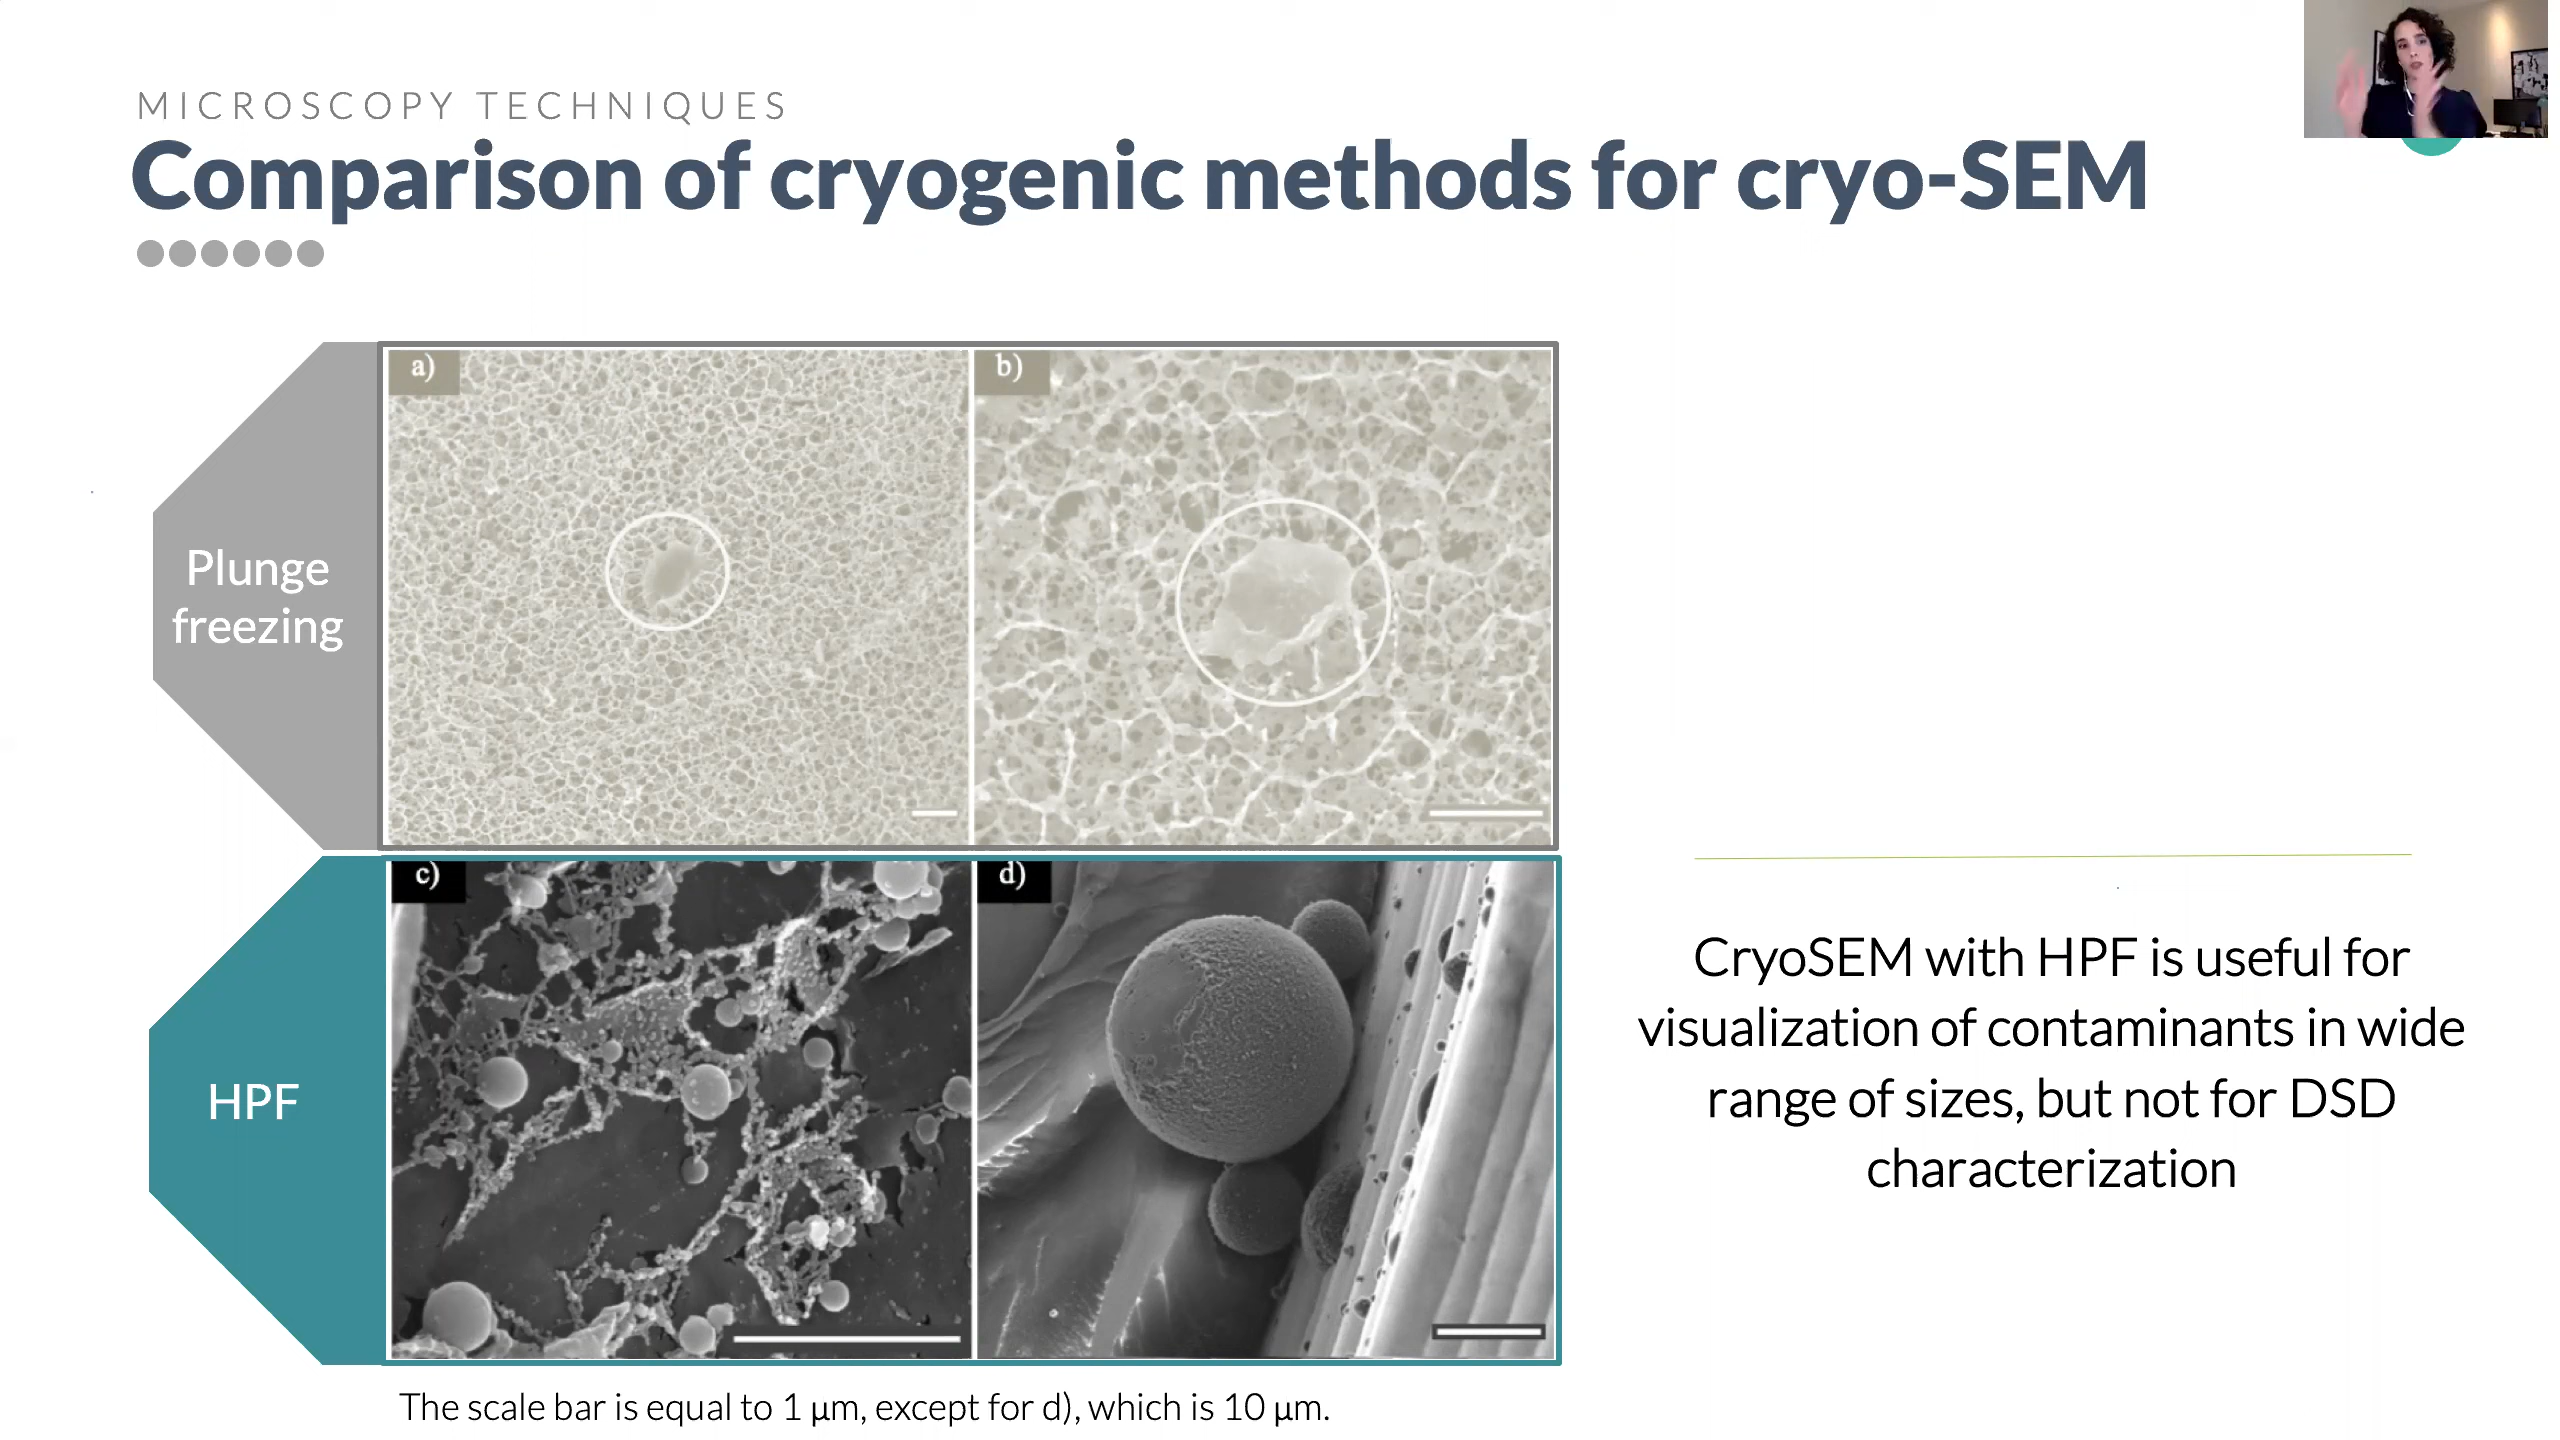 MICROSCOPY TECHNIQUES
Comparison of cryogenic methods for cryo-SEM
Plunge
freezing
a)
b)
HPF
c)
d)
CryoSEM with HPF is useful for
visualization of contaminants in wide
range of sizes, but not for DSD
characterization
The scale bar is equal to 1 μm, except for d), which is 10 μm.